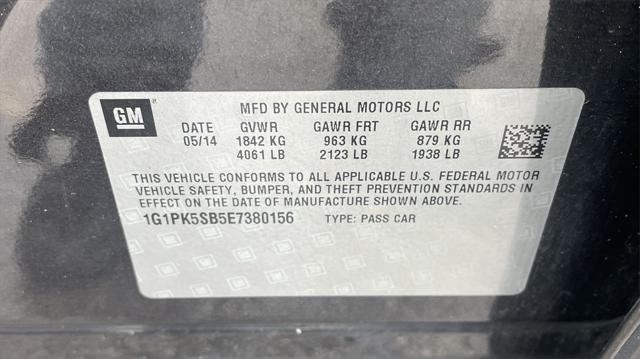 GM
MFD BY GENERAL MOTORS LLC
DATE GVWR GAWR FRT GAWR RR
05/14 1842 KG 963 KG 879 KG
4061 LB 2123 LB 1938 LB
THIS VEHICLE CONFORMS TO ALL APPLICABLE U.S. FEDERAL MOTOR
VEHICLE SAFETY, BUMPER, AND THEFT PREVENTION STANDARDS IN
EFFECT ON THE DATE OF MANUFACTURE SHOWN ABOVE.
1G1PK5SB5E7380156 TYPE: PASS CAR